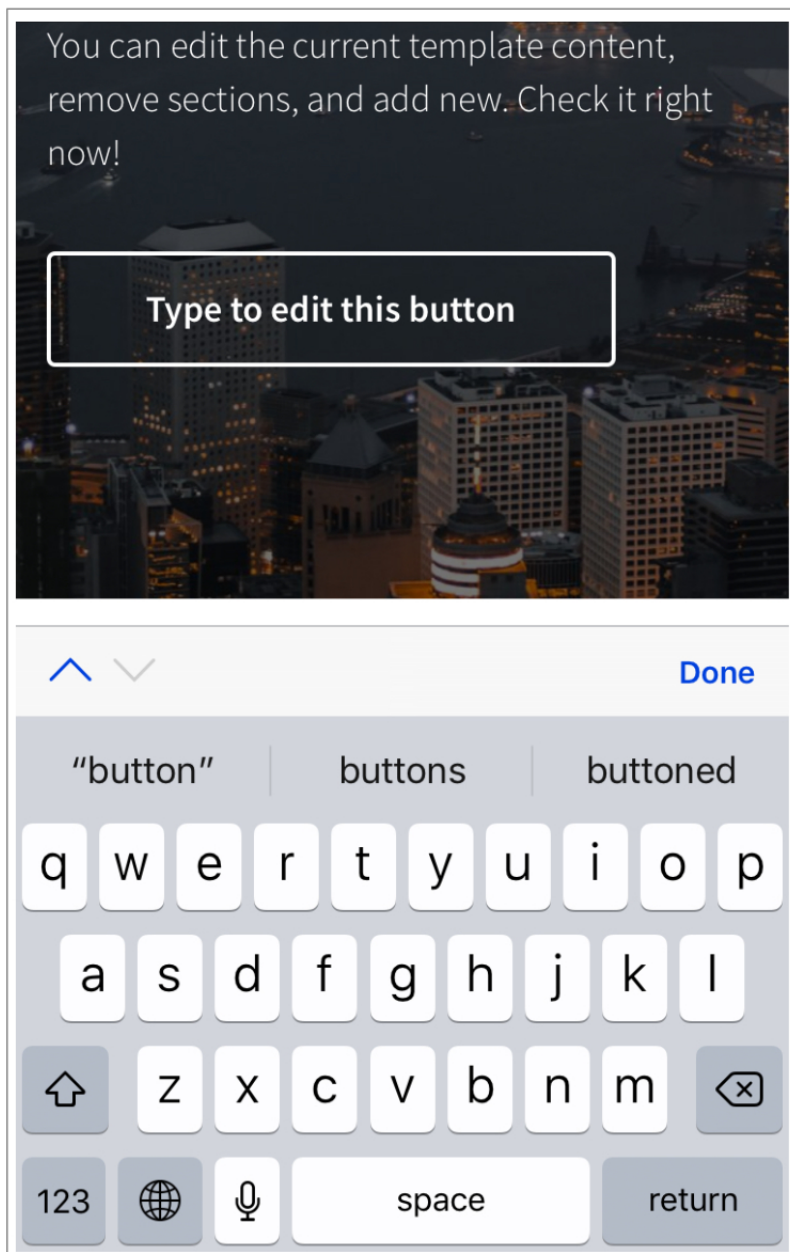 You can edit the current template content,
remove sections, and add new. Check it right
now!
Type to edit this button
Done
“button” buttons buttoned
q w e r t y u i o p
a s d f g h j k l
z x c v b n m
123 space return